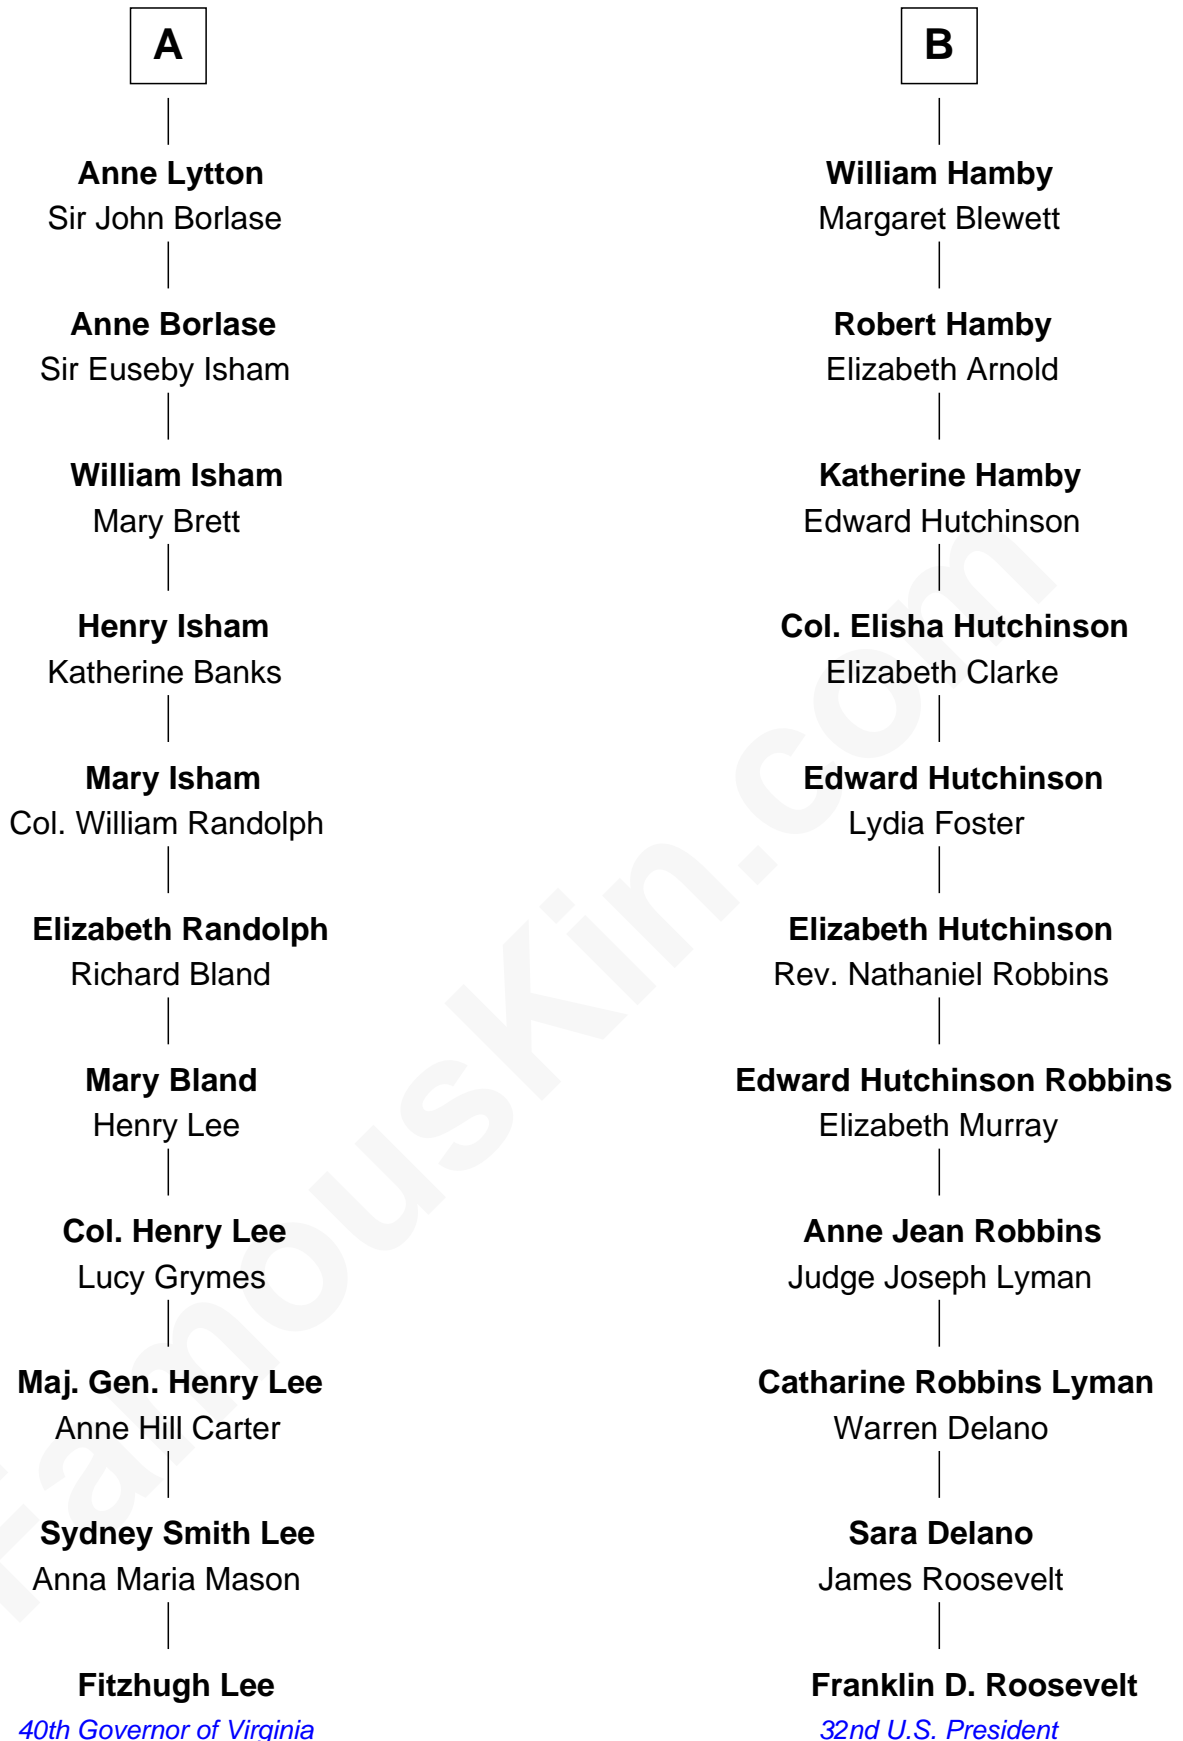 A
Anne Lytton
Sir John Borlase
Anne Borlase
Sir Euseby Isham
William Isham
Mary Brett
Henry Isham
Katherine Banks
Mary Isham
Col. William Randolph
Elizabeth Randolph
Richard Bland
Mary Bland
Henry Lee
Col. Henry Lee
Lucy Grymes
Maj. Gen. Henry Lee
Anne Hill Carter
Sydney Smith Lee
Anna Maria Mason
Fitzhugh Lee
40th Governor of Virginia
B
William Hamby
Margaret Blewett
Robert Hamby
Elizabeth Arnold
Katherine Hamby
Edward Hutchinson
Col. Elisha Hutchinson
Elizabeth Clarke
Edward Hutchinson
Lydia Foster
Elizabeth Hutchinson
Rev. Nathaniel Robbins
Edward Hutchinson Robbins
Elizabeth Murray
Anne Jean Robbins
Judge Joseph Lyman
Catharine Robbins Lyman
Warren Delano
Sara Delano
James Roosevelt
Franklin D. Roosevelt
32nd U.S. President
FamousKin.com